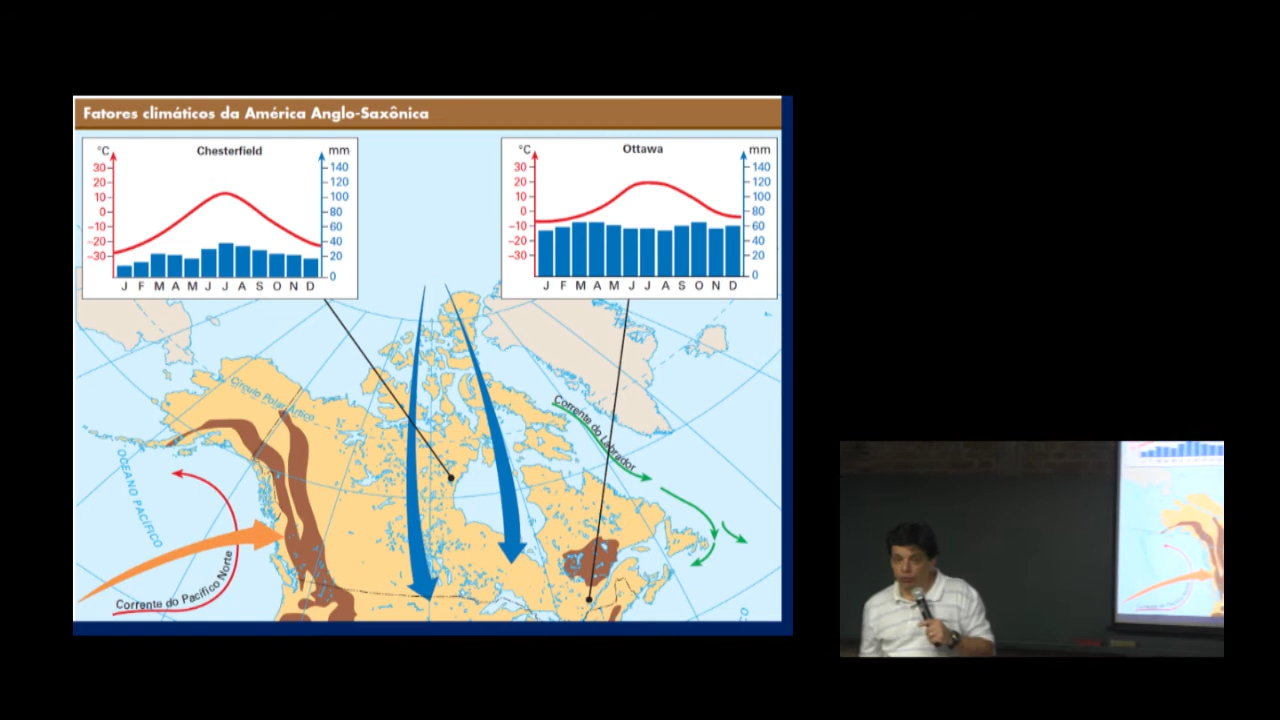 Fatores climáticos da América Anglo-Saxônica
°C Chesterfield mm
30 140
20 120
10 100
0 80
-10 60
-20 40
-30 20
0
J F M A M J J A S O N D
°C Ottawa mm
30 140
20 120
10 100
0 80
-10 60
-20 40
-30 20
0
J F M A M J J A S O N D
Círculo Polar Ártico
Corrente do Labrador
OCEANO PACÍFICO
Corrente do Pacífico Norte
O